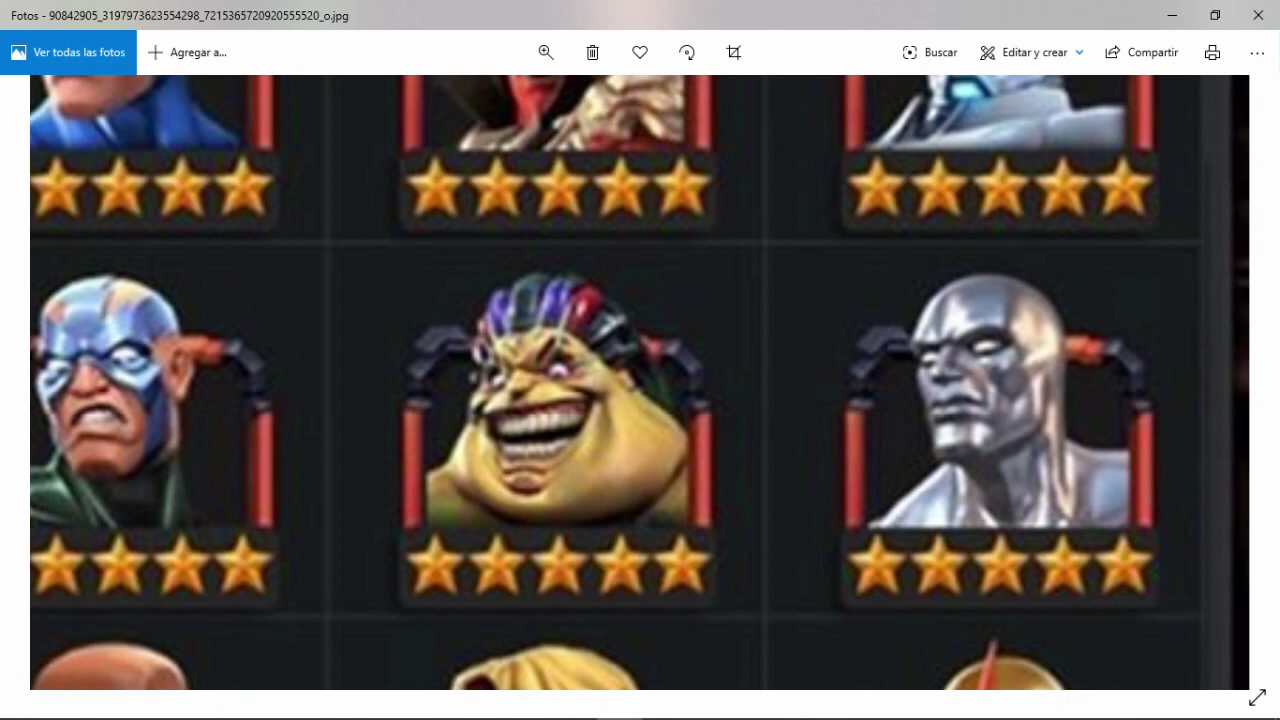 Fotos - 90842905_3197973623554298_7215365720920555520_o.jpg
Ver todas las fotos
Agregar a...
Buscar
Editar y crear
Compartir